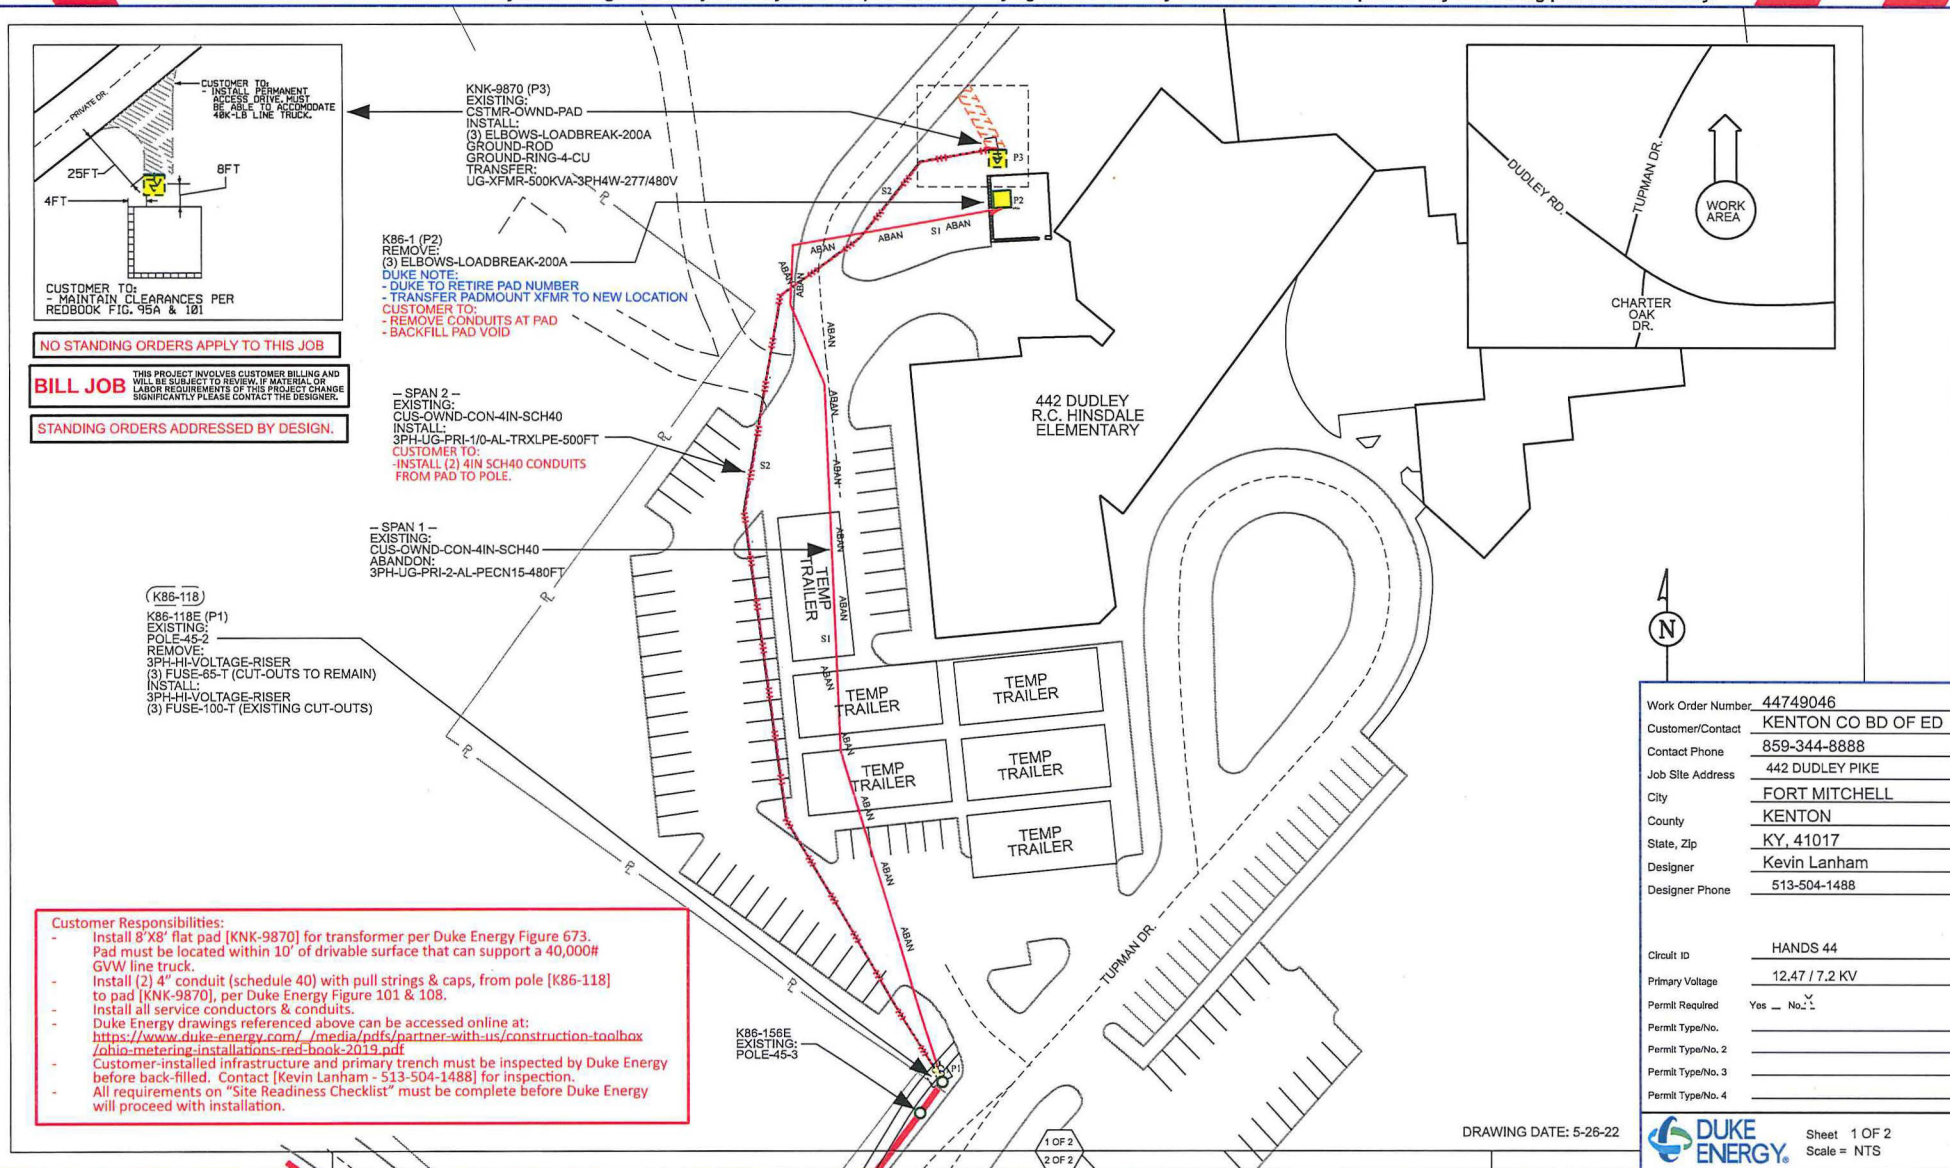 CUSTOMER TO:
- INSTALL PERMANENT
ACCESS DRIVE. MUST
BE ABLE TO ACCOMODATE
40K-LB LINE TRUCK.
PRIVATE DR.
25FT
8FT
4FT
CUSTOMER TO:
- MAINTAIN CLEARANCES PER
REDBOOK FIG. 95A & 101
NO STANDING ORDERS APPLY TO THIS JOB
BILL JOB
THIS PROJECT INVOLVES CUSTOMER BILLING AND
WILL BE SUBJECT TO REVIEW. IF MATERIAL OR
LABOR REQUIREMENTS OF THIS PROJECT CHANGE
SIGNIFICANTLY PLEASE CONTACT THE DESIGNER.
STANDING ORDERS ADDRESSED BY DESIGN.
KNK-9870 (P3)
EXISTING:
CSTMR-OWND-PAD
INSTALL:
(3) ELBOWS-LOADBREAK-200A
GROUND-ROD
GROUND-RING-4-CU
TRANSFER:
UG-XFMR-500KVA-3PH4W-277/480V
K86-1 (P2)
REMOVE:
(3) ELBOWS-LOADBREAK-200A
DUKE NOTE:
- DUKE TO RETIRE PAD NUMBER
- TRANSFER PADMOUNT XFMR TO NEW LOCATION
CUSTOMER TO:
- REMOVE CONDUITS AT PAD
- BACKFILL PAD VOID
-- SPAN 2 --
EXISTING:
CUS-OWND-CON-4IN-SCH40
INSTALL:
3PH-UG-PRI-1/0-AL-TRXLPE-500FT
CUSTOMER TO:
-INSTALL (2) 4IN SCH40 CONDUITS
FROM PAD TO POLE.
-- SPAN 1 --
EXISTING:
CUS-OWND-CON-4IN-SCH40
ABANDON:
3PH-UG-PRI-2-AL-PECN15-480FT
K86-118
K86-118E (P1)
EXISTING:
POLE-45-2
REMOVE:
3PH-HI-VOLTAGE-RISER
(3) FUSE-65-T (CUT-OUTS TO REMAIN)
INSTALL:
3PH-HI-VOLTAGE-RISER
(3) FUSE-100-T (EXISTING CUT-OUTS)
P3
P2
S2
ABAN
ABAN
S1
ABAN
ABAN
ABAN
ABAN
ABAN
ABAN
ABAN
ABAN
ABAN
ABAN
ABAN
ABAN
ABAN
S2
S1
PL
PL
PL
PL
PL
PL
442 DUDLEY
R.C. HINSDALE
ELEMENTARY
TEMP
TRAILER
TEMP
TRAILER
TEMP
TRAILER
TEMP
TRAILER
TEMP
TRAILER
TEMP
TRAILER
TUPMAN DR.
P1
K86-156E
EXISTING:
POLE-45-3
DUDLEY RD.
TUPMAN DR.
WORK
AREA
CHARTER
OAK
DR.
N
Customer Responsibilities:
- Install 8'X8' flat pad [KNK-9870] for transformer per Duke Energy Figure 673.
Pad must be located within 10' of drivable surface that can support a 40,000#
GVW line truck.
- Install (2) 4" conduit (schedule 40) with pull strings & caps, from pole [K86-118]
to pad [KNK-9870], per Duke Energy Figure 101 & 108.
- Install all service conductors & conduits.
- Duke Energy drawings referenced above can be accessed online at:
https://www.duke-energy.com/_/media/pdfs/partner-with-us/construction-toolbox
/ohio-metering-installations-red-book-2019.pdf
- Customer-installed infrastructure and primary trench must be inspected by Duke Energy
before back-filled. Contact [Kevin Lanham - 513-504-1488] for inspection.
- All requirements on "Site Readiness Checklist" must be complete before Duke Energy
will proceed with installation.
Work Order Number 44749046
Customer/Contact KENTON CO BD OF ED
Contact Phone 859-344-8888
Job Site Address 442 DUDLEY PIKE
City FORT MITCHELL
County KENTON
State, Zip KY, 41017
Designer Kevin Lanham
Designer Phone 513-504-1488
Circuit ID HANDS 44
Primary Voltage 12.47 / 7.2 KV
Permit Required Yes _ No X
Permit Type/No.
Permit Type/No. 2
Permit Type/No. 3
Permit Type/No. 4
DRAWING DATE: 5-26-22
DUKE
ENERGY®
Sheet 1 OF 2
Scale = NTS
1 OF 2
2 OF 2